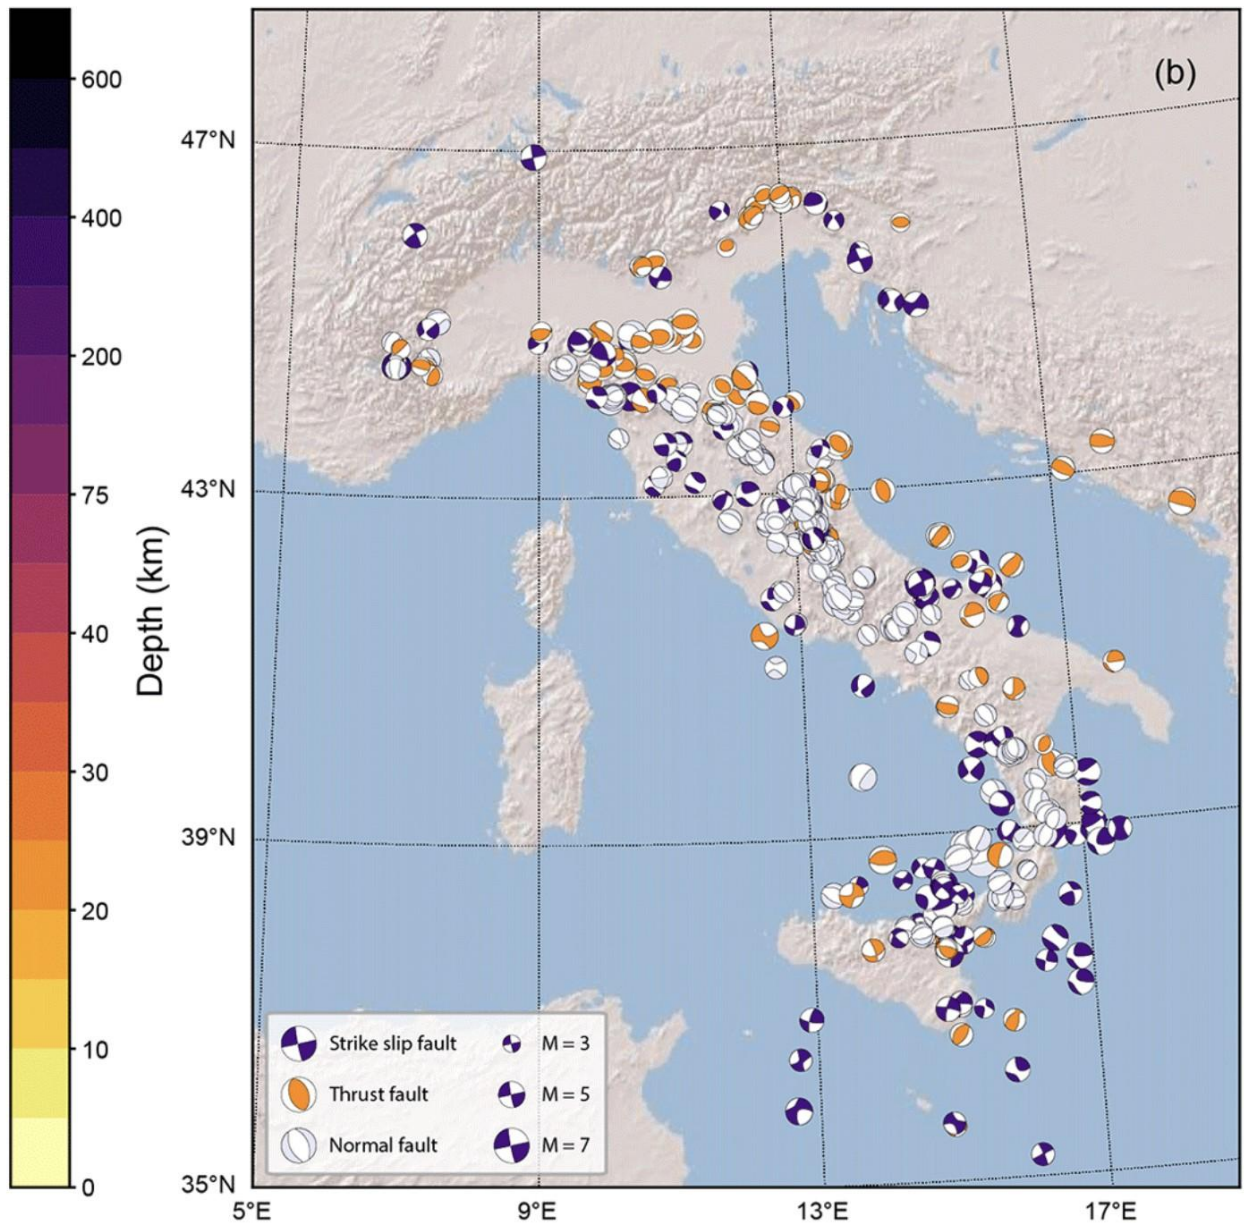 (b)
600
400
200
75
40
30
20
10
0
Depth (km)
47°N
43°N
39°N
35°N
5°E
9°E
13°E
17°E
Strike slip fault
M = 3
Thrust fault
M = 5
Normal fault
M = 7